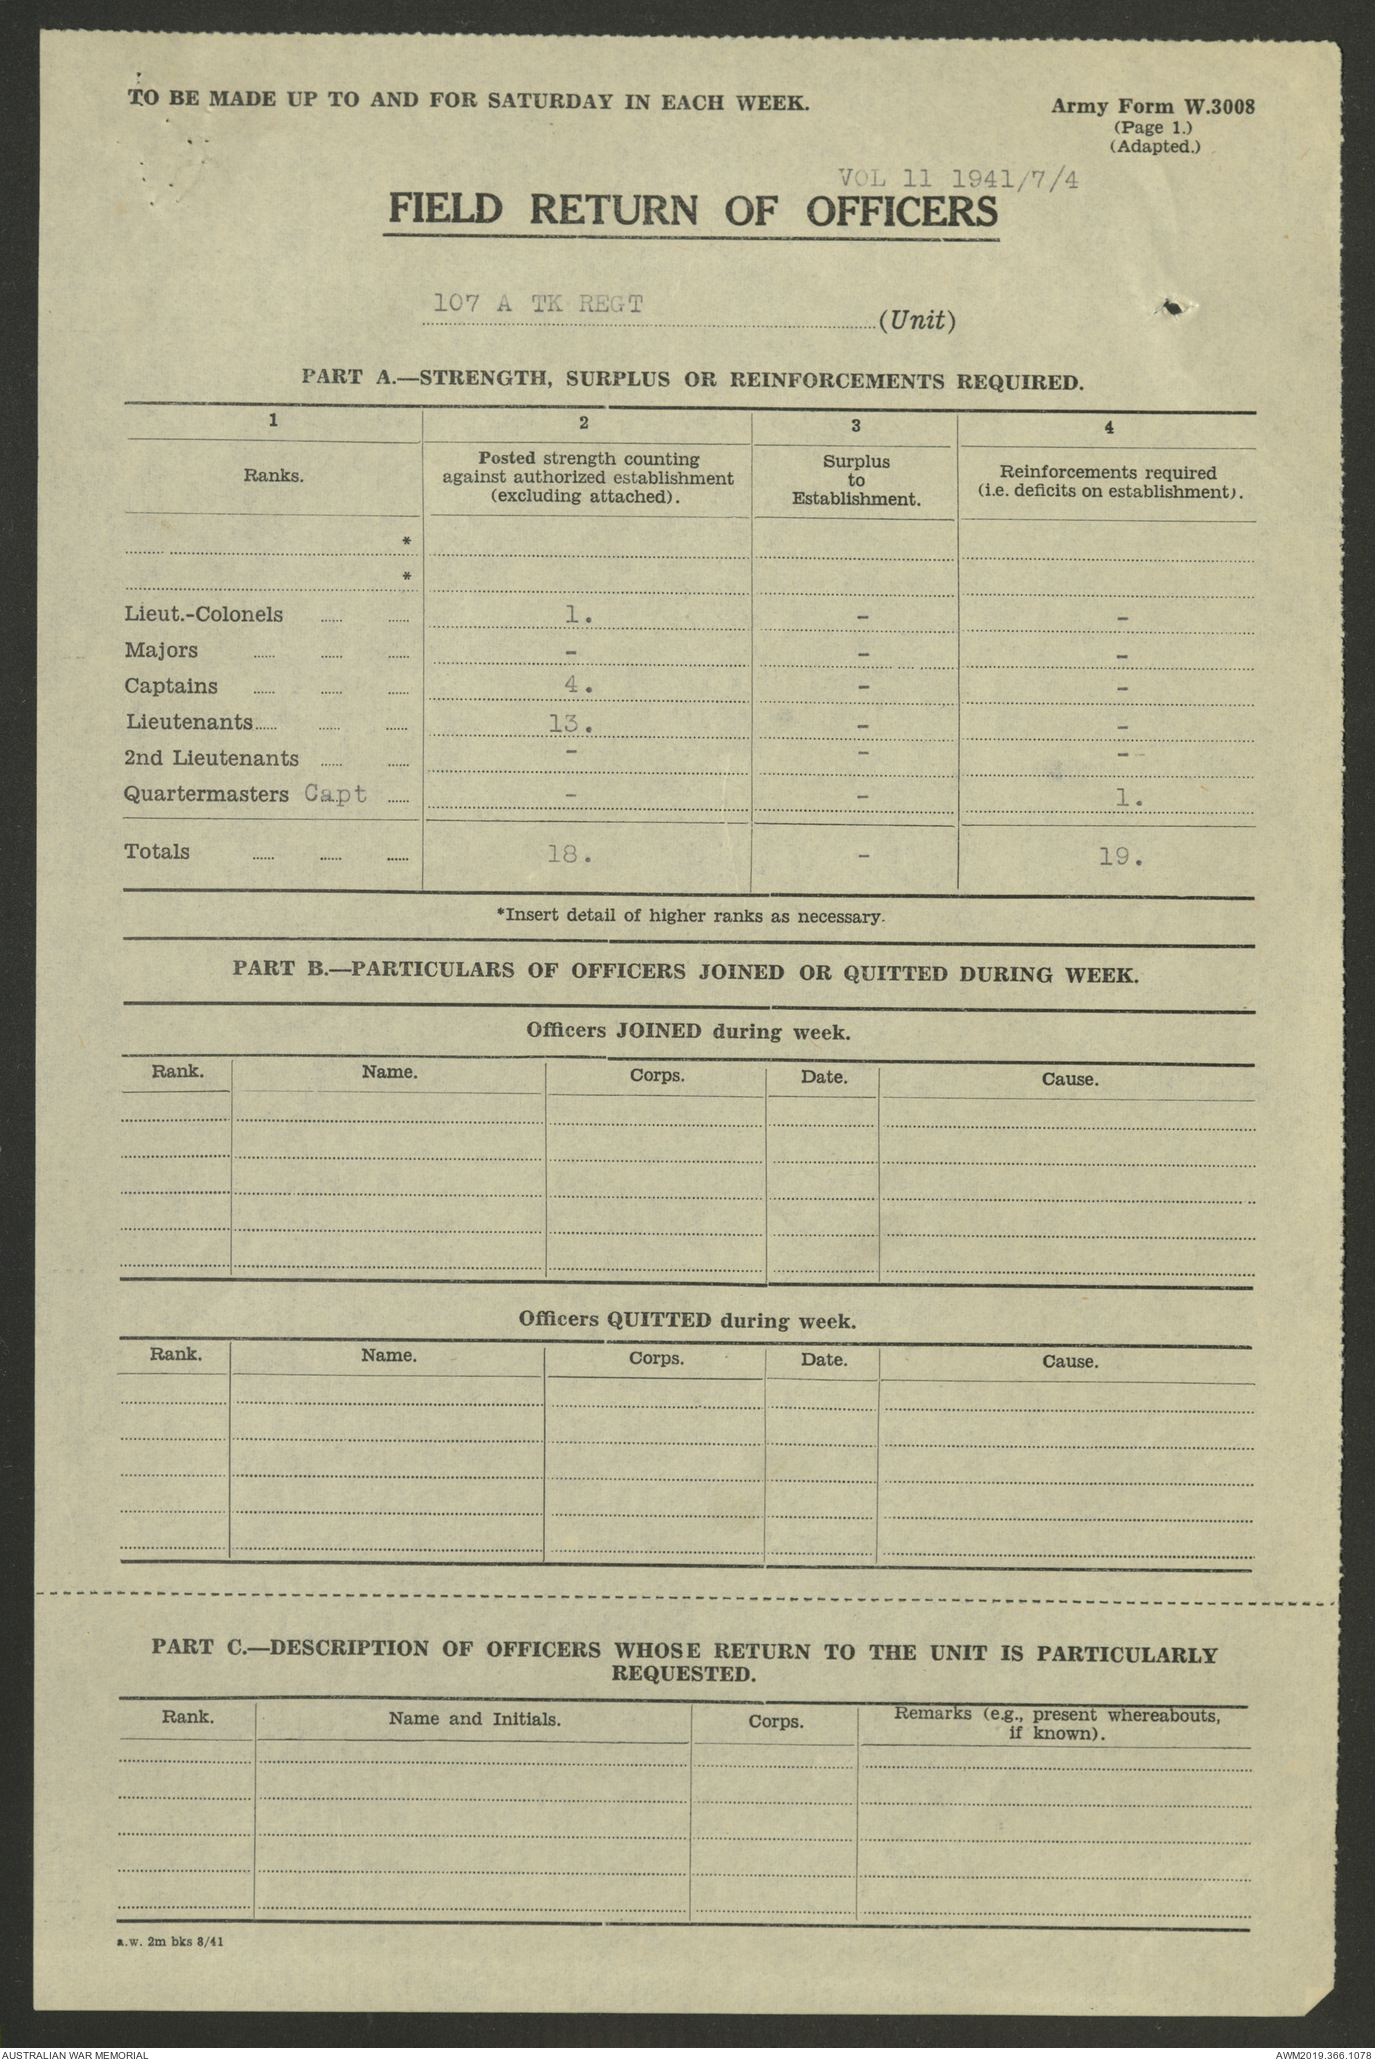 TO BE MADE UP TO AND FOR SATURDAY IN EACH WEEK.
Army Form W.3008
(Page 1.)
(Adapted.)
VOL 11 1941/7/4
FIELD RETURN OF OFFICERS
107 A TK REGT (Unit)
PART A.—STRENGTH, SURPLUS OR REINFORCEMENTS REQUIRED.
1 2 3 4
Ranks. Posted strength counting against authorized establishment (excluding attached). Surplus to Establishment. Reinforcements required (i.e. deficits on establishment).
*
*
Lieut.-Colonels 1. - -
Majors - - -
Captains 4. - -
Lieutenants 13. - -
2nd Lieutenants - - -
Quartermasters Capt - - 1.
Totals 18. - 19.
*Insert detail of higher ranks as necessary.
PART B.—PARTICULARS OF OFFICERS JOINED OR QUITTED DURING WEEK.
Officers JOINED during week.
Rank. Name. Corps. Date. Cause.
Officers QUITTED during week.
Rank. Name. Corps. Date. Cause.
PART C.—DESCRIPTION OF OFFICERS WHOSE RETURN TO THE UNIT IS PARTICULARLY
REQUESTED.
Rank. Name and Initials. Corps. Remarks (e.g., present whereabouts, if known).
a.w. 2m bks 8/41
AUSTRALIAN WAR MEMORIAL AWM2019.366.1078